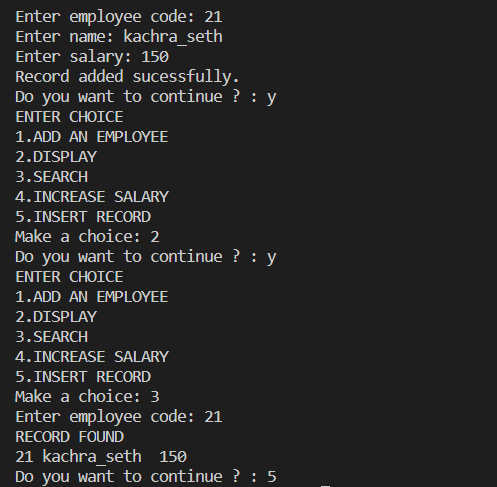 Enter employee code: 21
Enter name: kachra_seth
Enter salary: 150
Record added sucessfully.
Do you want to continue ? : y
ENTER CHOICE
1.ADD AN EMPLOYEE
2.DISPLAY
3.SEARCH
4.INCREASE SALARY
5.INSERT RECORD
Make a choice: 2
Do you want to continue ? : y
ENTER CHOICE
1.ADD AN EMPLOYEE
2.DISPLAY
3.SEARCH
4.INCREASE SALARY
5.INSERT RECORD
Make a choice: 3
Enter employee code: 21
RECORD FOUND
21 kachra_seth  150
Do you want to continue ? : 5